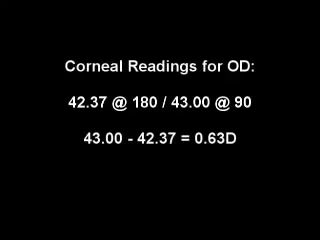 Corneal Readings for OD:
42.37 @ 180 / 43.00 @ 90
43.00 - 42.37 = 0.63D